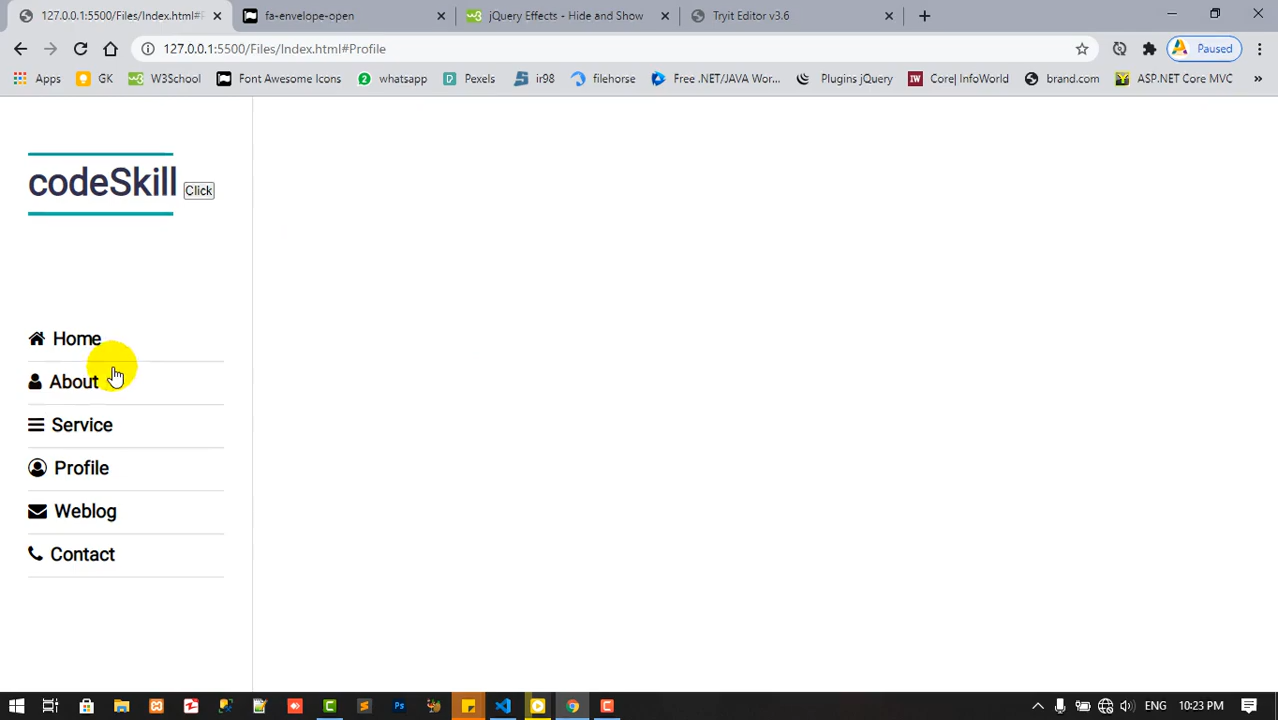 127.0.0.1:5500/Files/Index.html#P
fa-envelope-open
jQuery Effects - Hide and Show
Tryit Editor v3.6
127.0.0.1:5500/Files/Index.html#Profile
Paused
Apps
GK
W3School
Font Awesome Icons
whatsapp
Pexels
ir98
filehorse
Free .NET/JAVA Wor...
Plugins jQuery
Core| InfoWorld
brand.com
ASP.NET Core MVC
codeSkill
Click
Home
About
Service
Profile
Weblog
Contact
ENG
10:23 PM